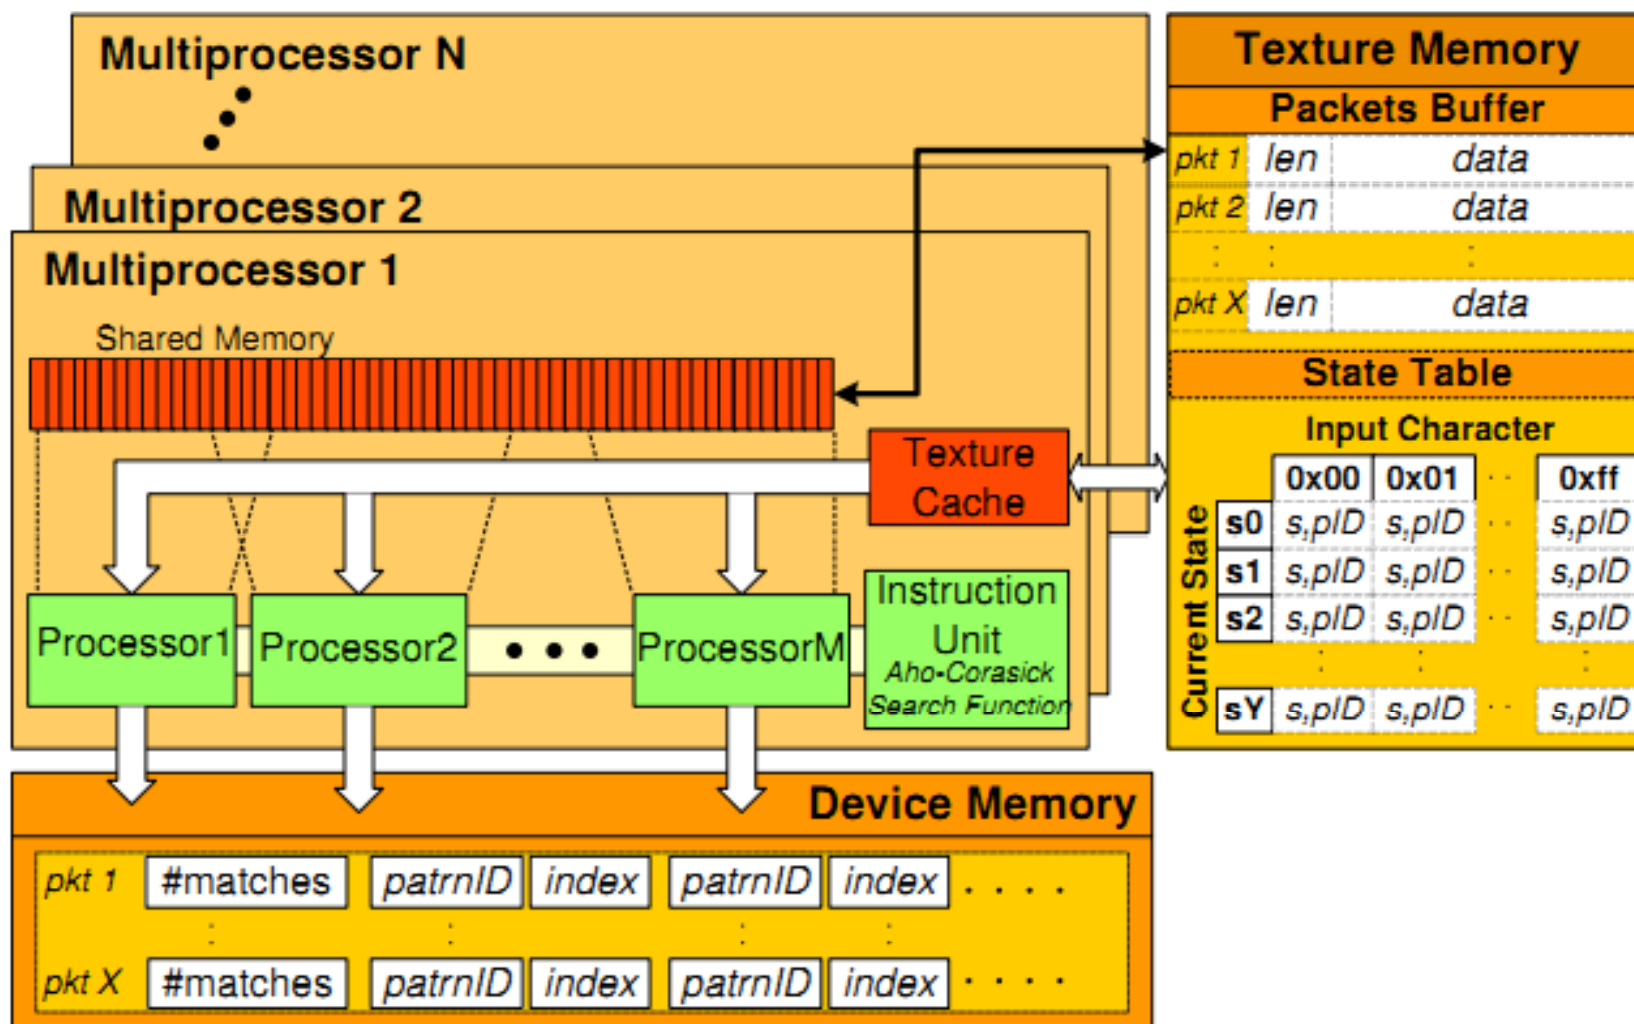 Multiprocessor N
Multiprocessor 2
Multiprocessor 1
Shared Memory
Texture
Cache
Processor1
Processor2
ProcessorM
Instruction
Unit
Aho-Corasick
Search Function
Texture Memory
Packets Buffer
pkt 1 len data
pkt 2 len data
: : :
pkt X len data
State Table
Input Character
Current State
0x00 0x01 ·· 0xff
s0 s,pID s,pID ·· s,pID
s1 s,pID s,pID ·· s,pID
s2 s,pID s,pID ·· s,pID
: : :
sY s,pID s,pID ·· s,pID
Device Memory
pkt 1 #matches patrnID index patrnID index . . . .
: : : :
pkt X #matches patrnID index patrnID index . . . .